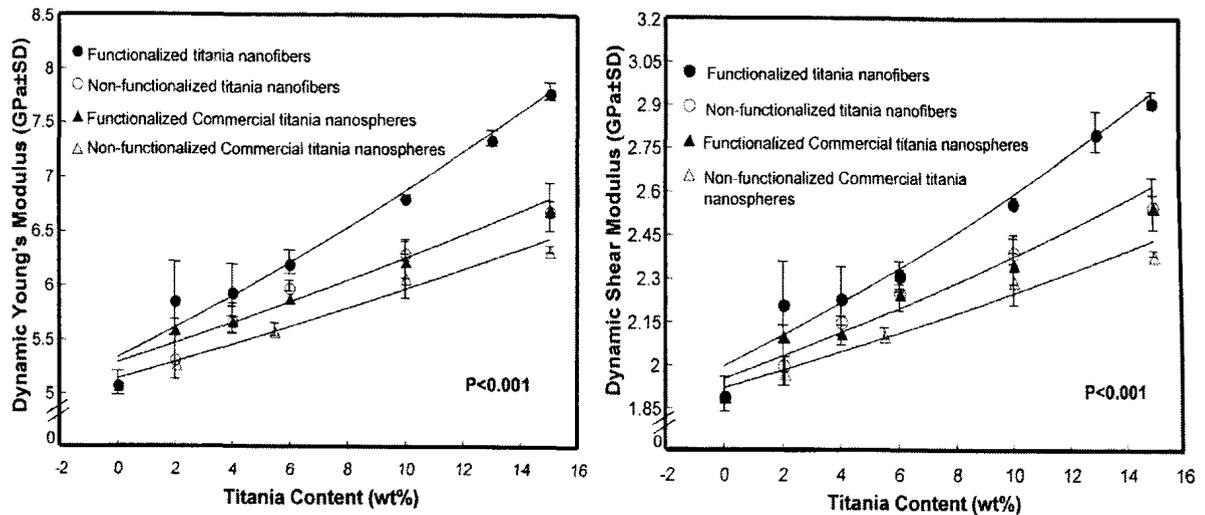 8.5
8
7.5
7
6.5
6
5.5
5
0
Dynamic Young's Modulus (GPa±SD)
Functionalized titania nanofibers
Non-functionalized titania nanofibers
Functionalized Commercial titania nanospheres
Non-functionalized Commercial titania nanospheres
P<0.001
-2 0 2 4 6 8 10 12 14 16
Titania Content (wt%)
3.2
3.05
2.9
2.75
2.6
2.45
2.3
2.15
2
1.85
0
Dynamic Shear Modulus (GPa±SD)
Functionalized titania nanofibers
Non-functionalized titania nanofibers
Functionalized Commercial titania nanospheres
Non-functionalized Commercial titania
nanospheres
P<0.001
-2 0 2 4 6 8 10 12 14 16
Titania Content (wt%)